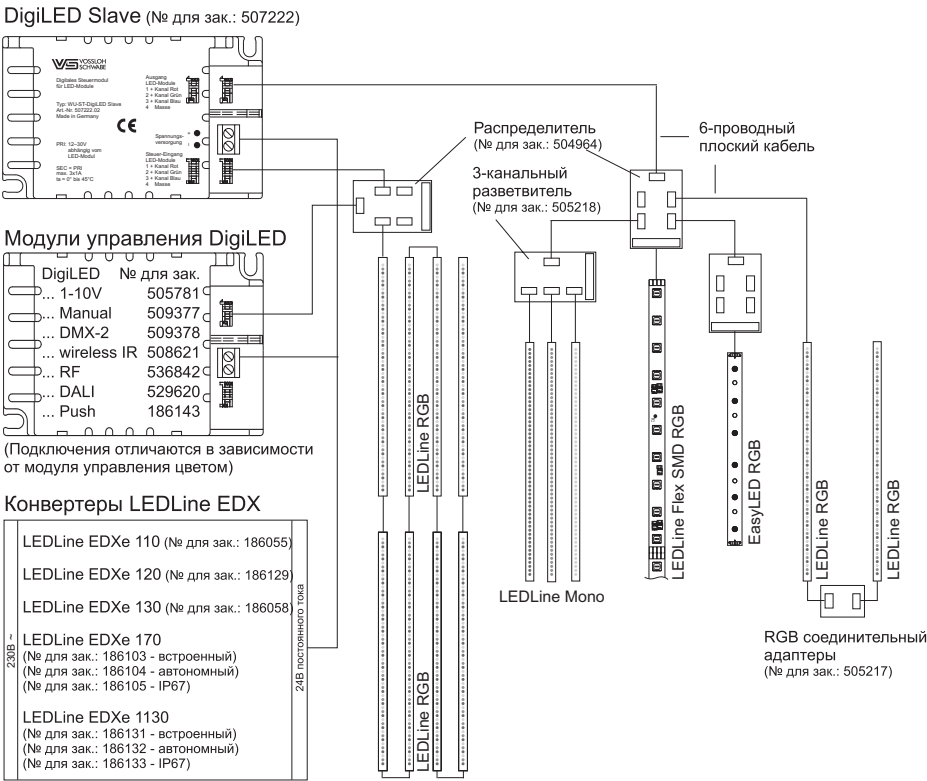 DigiLED Slave (№ для зак.: 507222)
VS VOSSLOH
SCHWABE
Digitales Steuermodul
für LED-Module
Typ: WU-ST-DigiLED Slave
Art.-Nr. 507222.02
Made in Germany
CE
PRI: 12–30V
abhängig vom
LED-Modul
SEC = PRI
max. 3x1A
ta = 0° bis 45°C
Ausgang
LED-Module
1 + Kanal Rot
2 + Kanal Grün
3 + Kanal Blau
4 Masse
Spannungs-
versorgung
+
-
Steuer-Eingang
LED-Module
1 + Kanal Rot
2 + Kanal Grün
3 + Kanal Blau
4 Masse
Распределитель
(№ для зак.: 504964)
6-проводный
плоский кабель
3-канальный
разветвитель
(№ для зак.: 505218)
Модули управления DigiLED
DigiLED № для зак.
... 1-10V 505781
... Manual 509377
... DMX-2 509378
... wireless IR 508621
... RF 536842
... DALI 529620
... Push 186143
(Подключения отличаются в зависимости
от модуля управления цветом)
Конвертеры LEDLine EDX
230В ~
LEDLine EDXe 110 (№ для зак.: 186055)
LEDLine EDXe 120 (№ для зак.: 186129)
LEDLine EDXe 130 (№ для зак.: 186058)
LEDLine EDXe 170
(№ для зак.: 186103 - встроенный)
(№ для зак.: 186104 - автономный)
(№ для зак.: 186105 - IP67)
LEDLine EDXe 1130
(№ для зак.: 186131 - встроенный)
(№ для зак.: 186132 - автономный)
(№ для зак.: 186133 - IP67)
24В постоянного тока
LEDLine RGB
LEDLine RGB
LEDLine Mono
LEDLine Flex SMD RGB
EasyLED RGB
LEDLine RGB
LEDLine RGB
RGB соединительный
адаптеры
(№ для зак.: 505217)